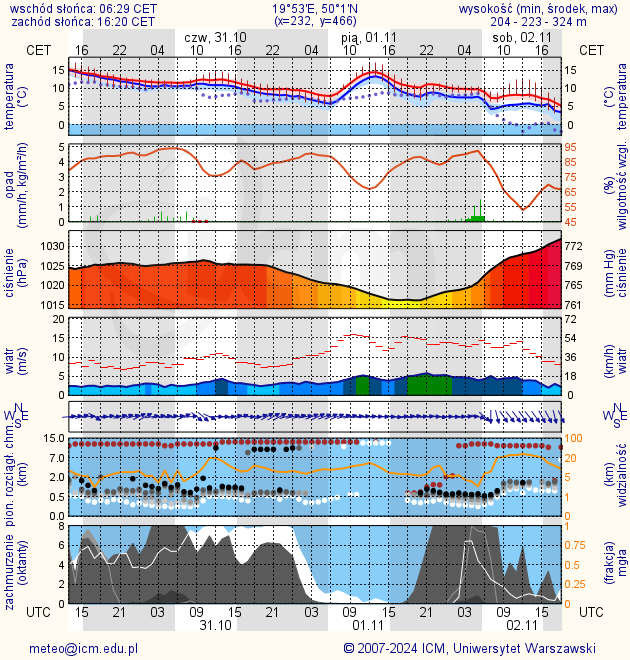 wschód słońca: 06:29 CET 19°53'E, 50°1'N wysokość (min, środek, max)
zachód słońca: 16:20 CET (x=232, y=466) 204 - 223 - 324 m
czw, 31.10 pią, 01.11 sob, 02.11
CET 16 22 04 10 16 22 04 10 16 22 04 10 16 CET
temperatura (°C)
15 10 5 0
15 10 5 0
(°C) temperatura
opad (mm/h, kg/m²/h)
5 4 3 2 1 0
95 85 75 65 55 45
(%) wilgotność wzgl.
ciśnienie (hPa)
1030 1025 1020 1015
772 769 765 761
(mm Hg) ciśnienie
wiatr (m/s)
20 15 10 5 0
72 54 36 18 0
(km/h) wiatr
N W E S
N W E S
pion. rozciągł. chm. (km)
15.0 7.0 2.0 0.5 0.0
100 20 5 1 0
(km) widzialność
zachmurzenie (oktanty)
8 6 4 2 0
1 0.75 0.5 0.25 0
(frakcja) mgła
UTC 15 21 03 09 15 21 03 09 15 21 03 09 15 UTC
31.10 01.11 02.11
meteo@icm.edu.pl © 2007-2024 ICM, Uniwersytet Warszawski